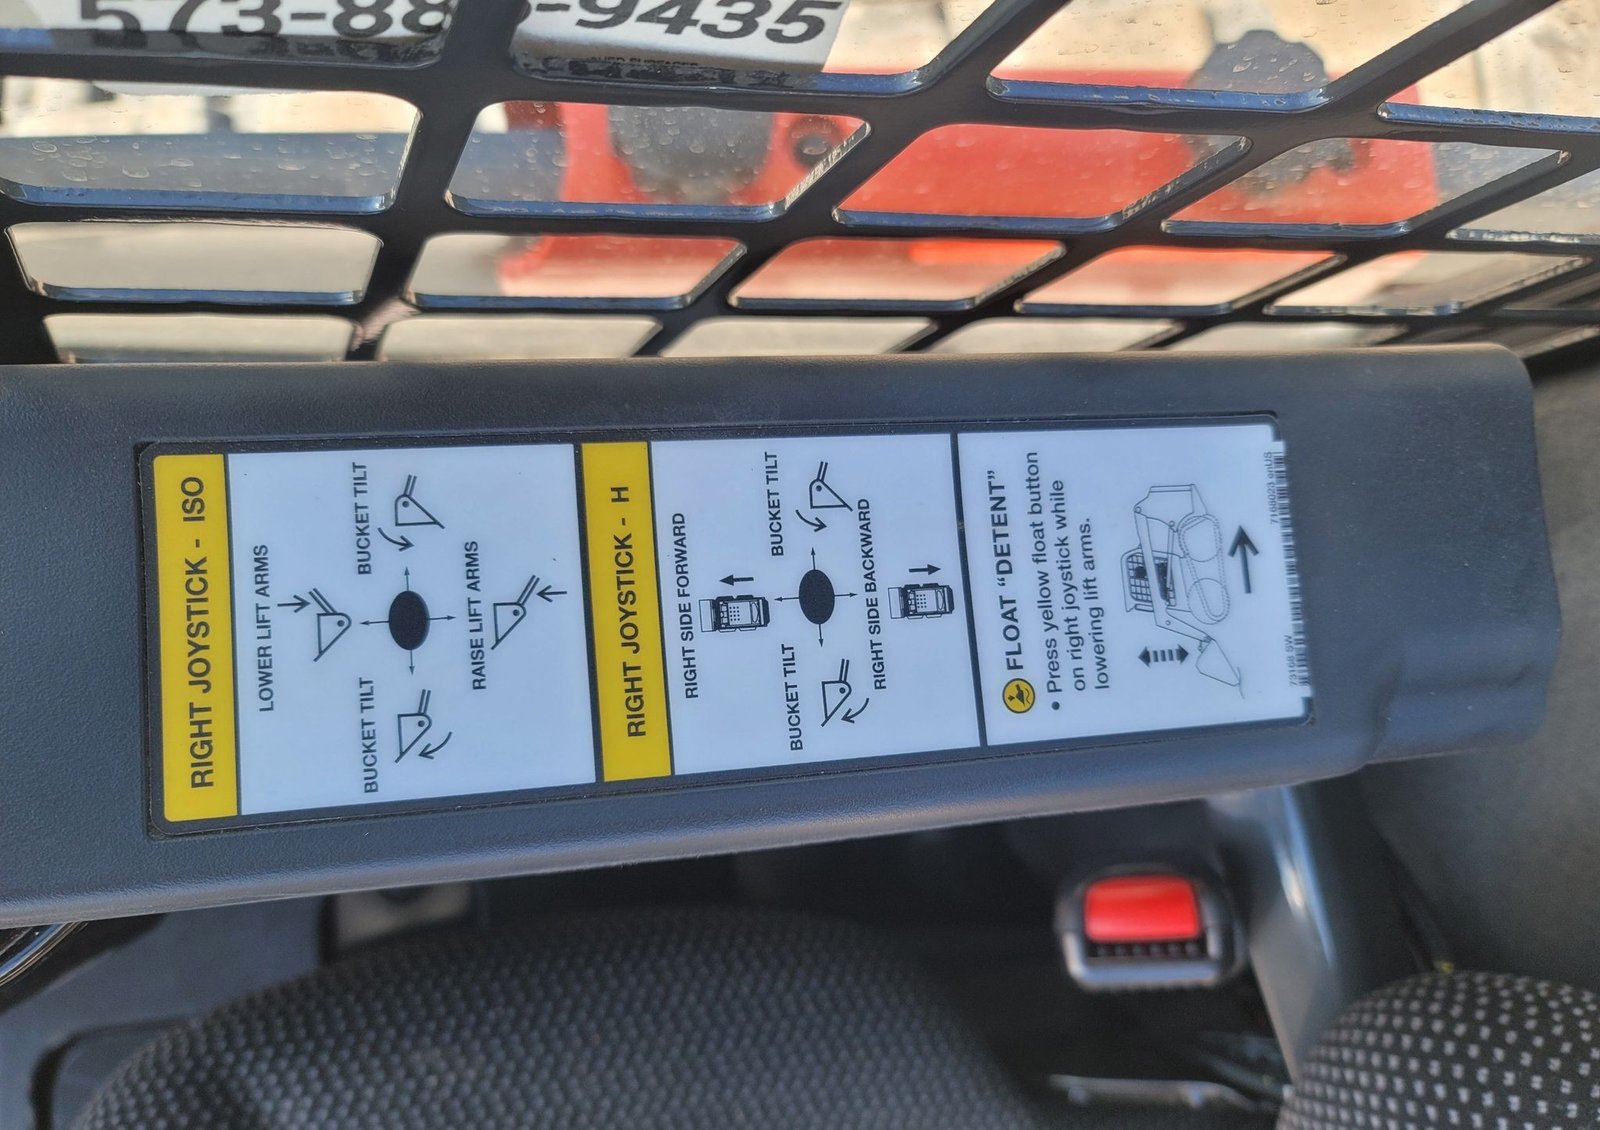 RIGHT JOYSTICK - ISO
LOWER LIFT ARMS
BUCKET TILT
BUCKET TILT
RAISE LIFT ARMS
RIGHT JOYSTICK - H
RIGHT SIDE FORWARD
BUCKET TILT
BUCKET TILT
RIGHT SIDE BACKWARD
FLOAT “DETENT”
• Press yellow float button
on right joystick while
lowering lift arms.
7168023 enUS
-9435